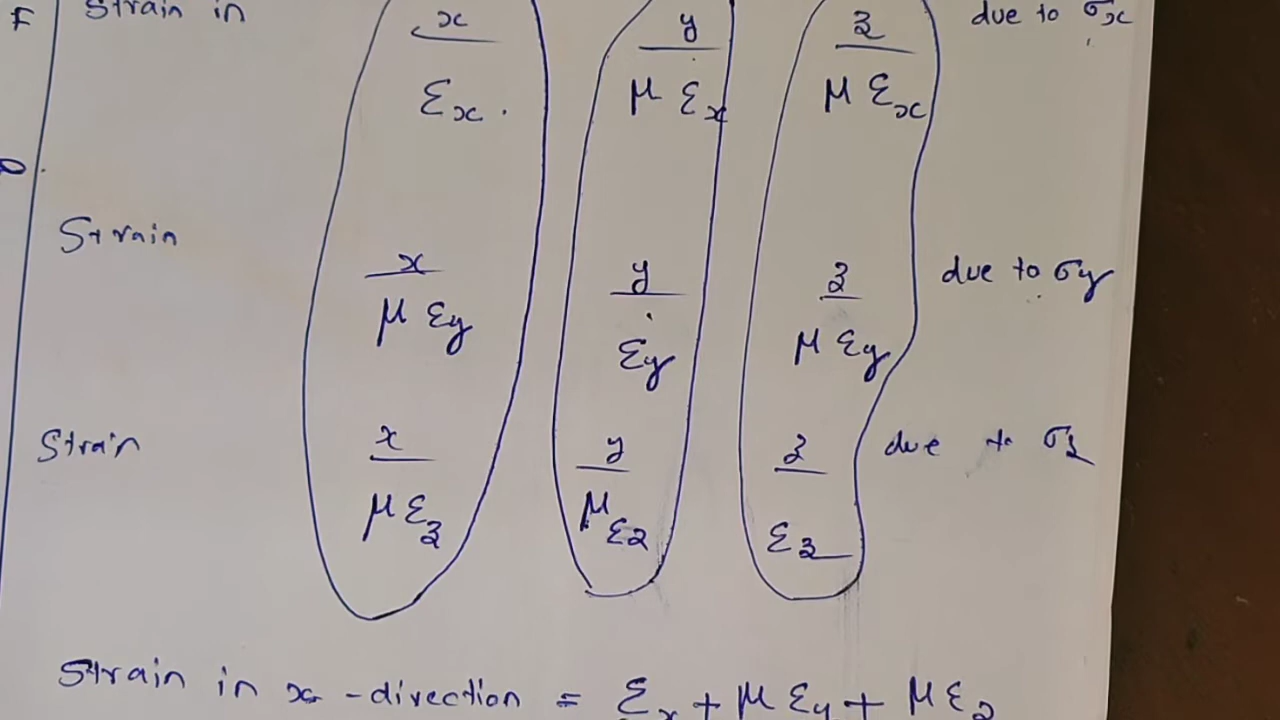 F Strain in x y z due to σx
εx. μ εx μ εx
Strain x y z due to σy
μ εy εy μ εy
Strain x y z due to σz
μ εz μ εz εz
Strain in x-direction = εx + μ εy + μ εz